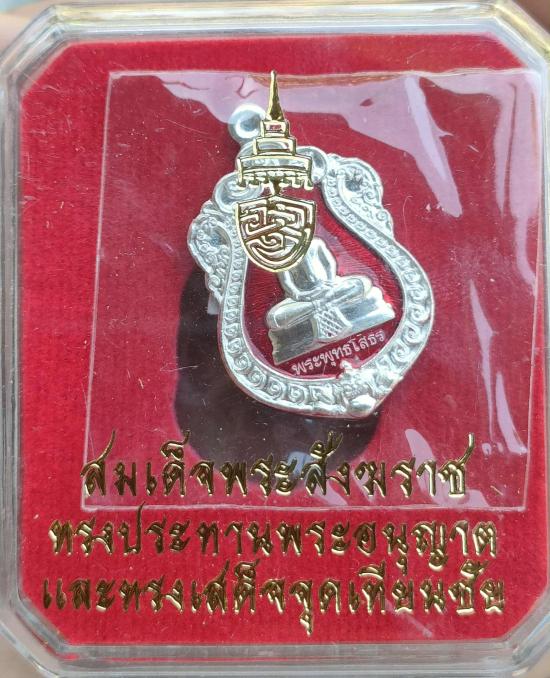 พระพุทธโสธร
สมเด็จพระสังฆราช
ทรงประทานพระอนุญาต
และทรงเสด็จจุดเทียนชัย